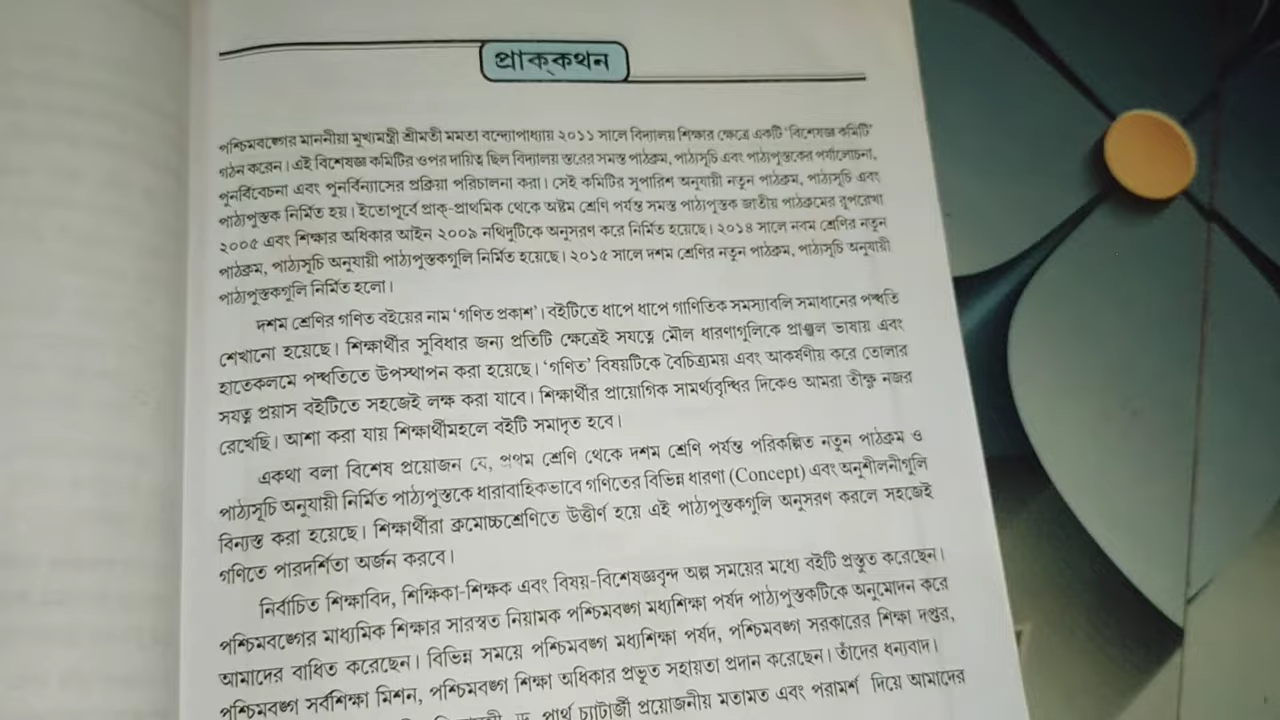 প্রাক্‌কথন
পশ্চিমবঙ্গের মাননীয়া মুখ্যমন্ত্রী শ্রীমতী মমতা বন্দ্যোপাধ্যায় ২০১১ সালে বিদ্যালয় শিক্ষার ক্ষেত্রে একটি ‘বিশেষজ্ঞ কমিটি’
গঠন করেন। এই বিশেষজ্ঞ কমিটির ওপর দায়িত্ব ছিল বিদ্যালয় স্তরের সমস্ত পাঠক্রম, পাঠ্যসূচি এবং পাঠ্যপুস্তকের পর্যালোচনা,
পুনর্বিবেচনা এবং পুনর্বিন্যাসের প্রক্রিয়া পরিচালনা করা। সেই কমিটির সুপারিশ অনুযায়ী নতুন পাঠক্রম, পাঠ্যসূচি এবং
পাঠ্যপুস্তক নির্মিত হয়। ইতোপূর্বে প্রাক্-প্রাথমিক থেকে অষ্টম শ্রেণি পর্যন্ত সমস্ত পাঠ্যপুস্তক জাতীয় পাঠক্রমের রূপরেখা
২০০৫ এবং শিক্ষার অধিকার আইন ২০০৯ নথিদুটিকে অনুসরণ করে নির্মিত হয়েছে। ২০১৪ সালে নবম শ্রেণির নতুন
পাঠক্রম, পাঠ্যসূচি অনুযায়ী পাঠ্যপুস্তকগুলি নির্মিত হয়েছে। ২০১৫ সালে দশম শ্রেণির নতুন পাঠক্রম, পাঠ্যসূচি অনুযায়ী
পাঠ্যপুস্তকগুলি নির্মিত হলো।
দশম শ্রেণির গণিত বইয়ের নাম ‘গণিত প্রকাশ’। বইটিতে ধাপে ধাপে গাণিতিক সমস্যাবলি সমাধানের পদ্ধতি
শেখানো হয়েছে। শিক্ষার্থীর সুবিধার জন্য প্রতিটি ক্ষেত্রেই সযত্নে মৌল ধারণাগুলিকে প্রাঞ্জল ভাষায় এবং
হাতেকলমে পদ্ধতিতে উপস্থাপন করা হয়েছে। ‘গণিত’ বিষয়টিকে বৈচিত্র্যময় এবং আকর্ষণীয় করে তোলার
সযত্ন প্রয়াস বইটিতে সহজেই লক্ষ করা যাবে। শিক্ষার্থীর প্রায়োগিক সামর্থ্যবৃদ্ধির দিকেও আমরা তীক্ষ্ণ নজর
রেখেছি। আশা করা যায় শিক্ষার্থীমহলে বইটি সমাদৃত হবে।
একথা বলা বিশেষ প্রয়োজন যে, প্রথম শ্রেণি থেকে দশম শ্রেণি পর্যন্ত পরিকল্পিত নতুন পাঠক্রম ও
পাঠ্যসূচি অনুযায়ী নির্মিত পাঠ্যপুস্তকে ধারাবাহিকভাবে গণিতের বিভিন্ন ধারণা (Concept) এবং অনুশীলনীগুলি
বিন্যস্ত করা হয়েছে। শিক্ষার্থীরা ক্রমোচ্চশ্রেণিতে উত্তীর্ণ হয়ে এই পাঠ্যপুস্তকগুলি অনুসরণ করলে সহজেই
গণিতে পারদর্শিতা অর্জন করবে।
নির্বাচিত শিক্ষাবিদ, শিক্ষিকা-শিক্ষক এবং বিষয়-বিশেষজ্ঞবৃন্দ অল্প সময়ের মধ্যে বইটি প্রস্তুত করেছেন।
পশ্চিমবঙ্গের মাধ্যমিক শিক্ষার সারস্বত নিয়ামক পশ্চিমবঙ্গ মধ্যশিক্ষা পর্ষদ পাঠ্যপুস্তকটিকে অনুমোদন করে
আমাদের বাধিত করেছেন। বিভিন্ন সময়ে পশ্চিমবঙ্গ মধ্যশিক্ষা পর্ষদ, পশ্চিমবঙ্গ সরকারের শিক্ষা দপ্তর,
পশ্চিমবঙ্গ সর্বশিক্ষা মিশন, পশ্চিমবঙ্গ শিক্ষা অধিকার প্রভূত সহায়তা প্রদান করেছেন। তাঁদের ধন্যবাদ।
পার্থ চ্যাটার্জী প্রয়োজনীয় মতামত এবং পরামর্শ দিয়ে আমাদের